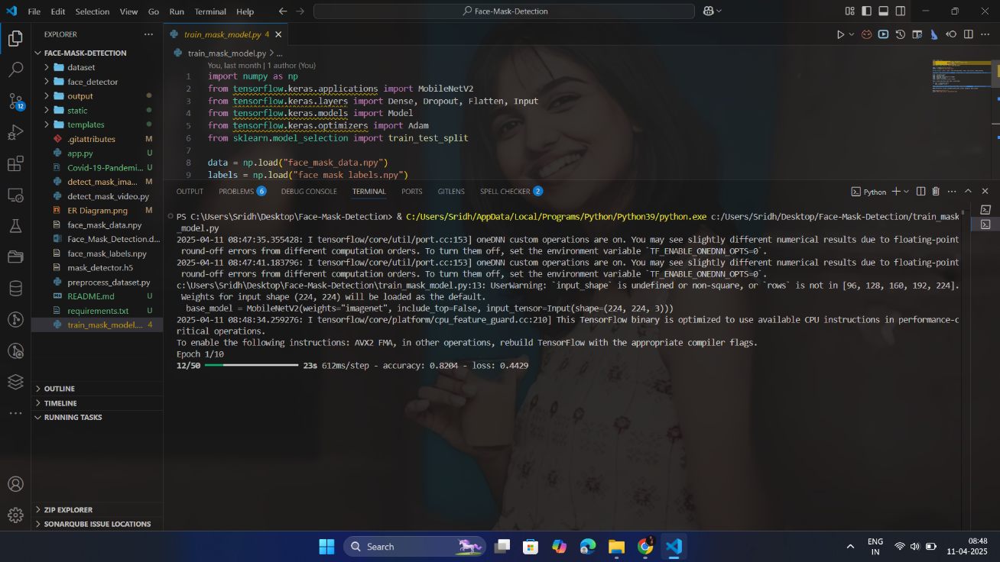 File Edit Selection View Go Run Terminal Help
Face-Mask-Detection
EXPLORER
train_mask_model.py 4
FACE-MASK-DETECTION
dataset
face_detector
output
static
templates
.gitattributes M
app.py U
Covid-19-Pandemi... U
detect_mask_ima... M
detect_mask_video.py
ER Diagram.png M
face_mask_data.npy
Face_Mask_Detection.d...
face_mask_labels.npy
mask_detector.h5
preprocess_dataset.py
README.md U
requirements.txt U
train_mask_model.... 4
OUTLINE
TIMELINE
RUNNING TASKS
ZIP EXPLORER
SONARQUBE ISSUE LOCATIONS
12
train_mask_model.py > ...
You, last month | 1 author (You)
1 import numpy as np
2 from tensorflow.keras.applications import MobileNetV2
3 from tensorflow.keras.layers import Dense, Dropout, Flatten, Input
4 from tensorflow.keras.models import Model
5 from tensorflow.keras.optimizers import Adam
6 from sklearn.model_selection import train_test_split
7
8 data = np.load("face_mask_data.npy")
9 labels = np.load("face_mask_labels.npy")
OUTPUT PROBLEMS 6 DEBUG CONSOLE TERMINAL PORTS GITLENS SPELL CHECKER 2
Python
PS C:\Users\Sridh\Desktop\Face-Mask-Detection> & C:/Users/Sridh/AppData/Local/Programs/Python/Python39/python.exe c:/Users/Sridh/Desktop/Face-Mask-Detection/train_mask
_model.py
2025-04-11 08:47:35.355428: I tensorflow/core/util/port.cc:153] oneDNN custom operations are on. You may see slightly different numerical results due to floating-point
round-off errors from different computation orders. To turn them off, set the environment variable `TF_ENABLE_ONEDNN_OPTS=0`.
2025-04-11 08:47:41.183796: I tensorflow/core/util/port.cc:153] oneDNN custom operations are on. You may see slightly different numerical results due to floating-point
round-off errors from different computation orders. To turn them off, set the environment variable `TF_ENABLE_ONEDNN_OPTS=0`.
c:\Users\Sridh\Desktop\Face-Mask-Detection\train_mask_model.py:13: UserWarning: `input_shape` is undefined or non-square, or `rows` is not in [96, 128, 160, 192, 224].
Weights for input shape (224, 224) will be loaded as the default.
base_model = MobileNetV2(weights="imagenet", include_top=False, input_tensor=Input(shape=(224, 224, 3)))
2025-04-11 08:48:34.259276: I tensorflow/core/platform/cpu_feature_guard.cc:210] This TensorFlow binary is optimized to use available CPU instructions in performance-c
ritical operations.
To enable the following instructions: AVX2 FMA, in other operations, rebuild TensorFlow with the appropriate compiler flags.
Epoch 1/10
12/50 23s 612ms/step - accuracy: 0.8204 - loss: 0.4429
Search
ENG
IN
08:48
11-04-2025